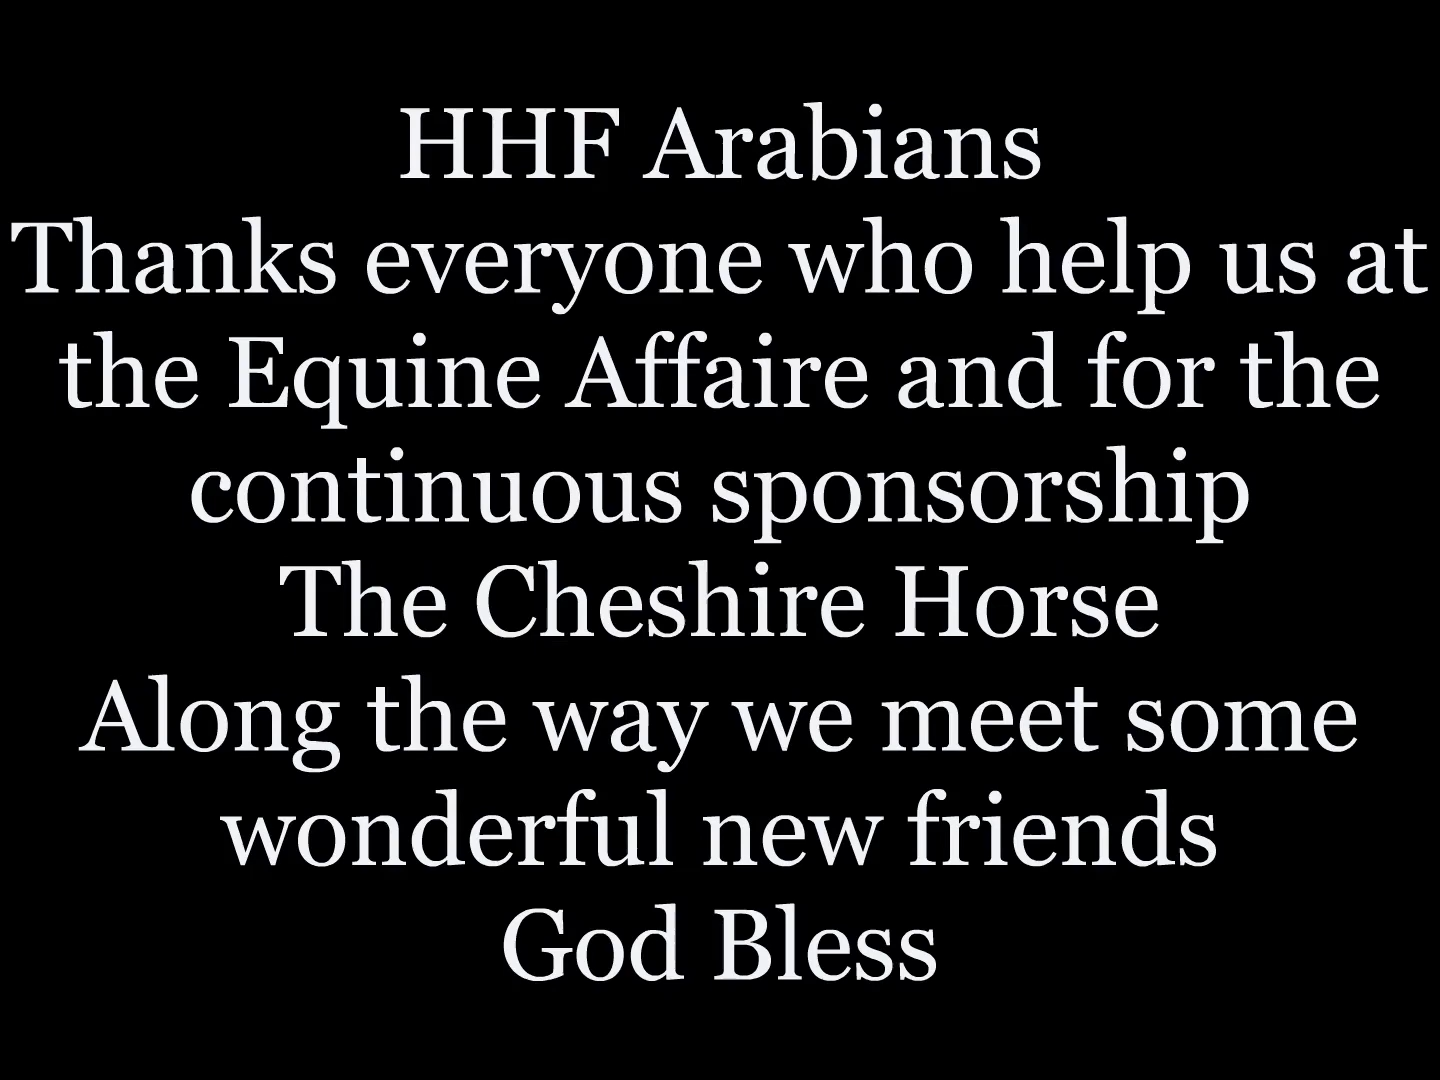 HHF Arabians
Thanks everyone who help us at
the Equine Affaire and for the
continuous sponsorship
The Cheshire Horse
Along the way we meet some
wonderful new friends
God Bless